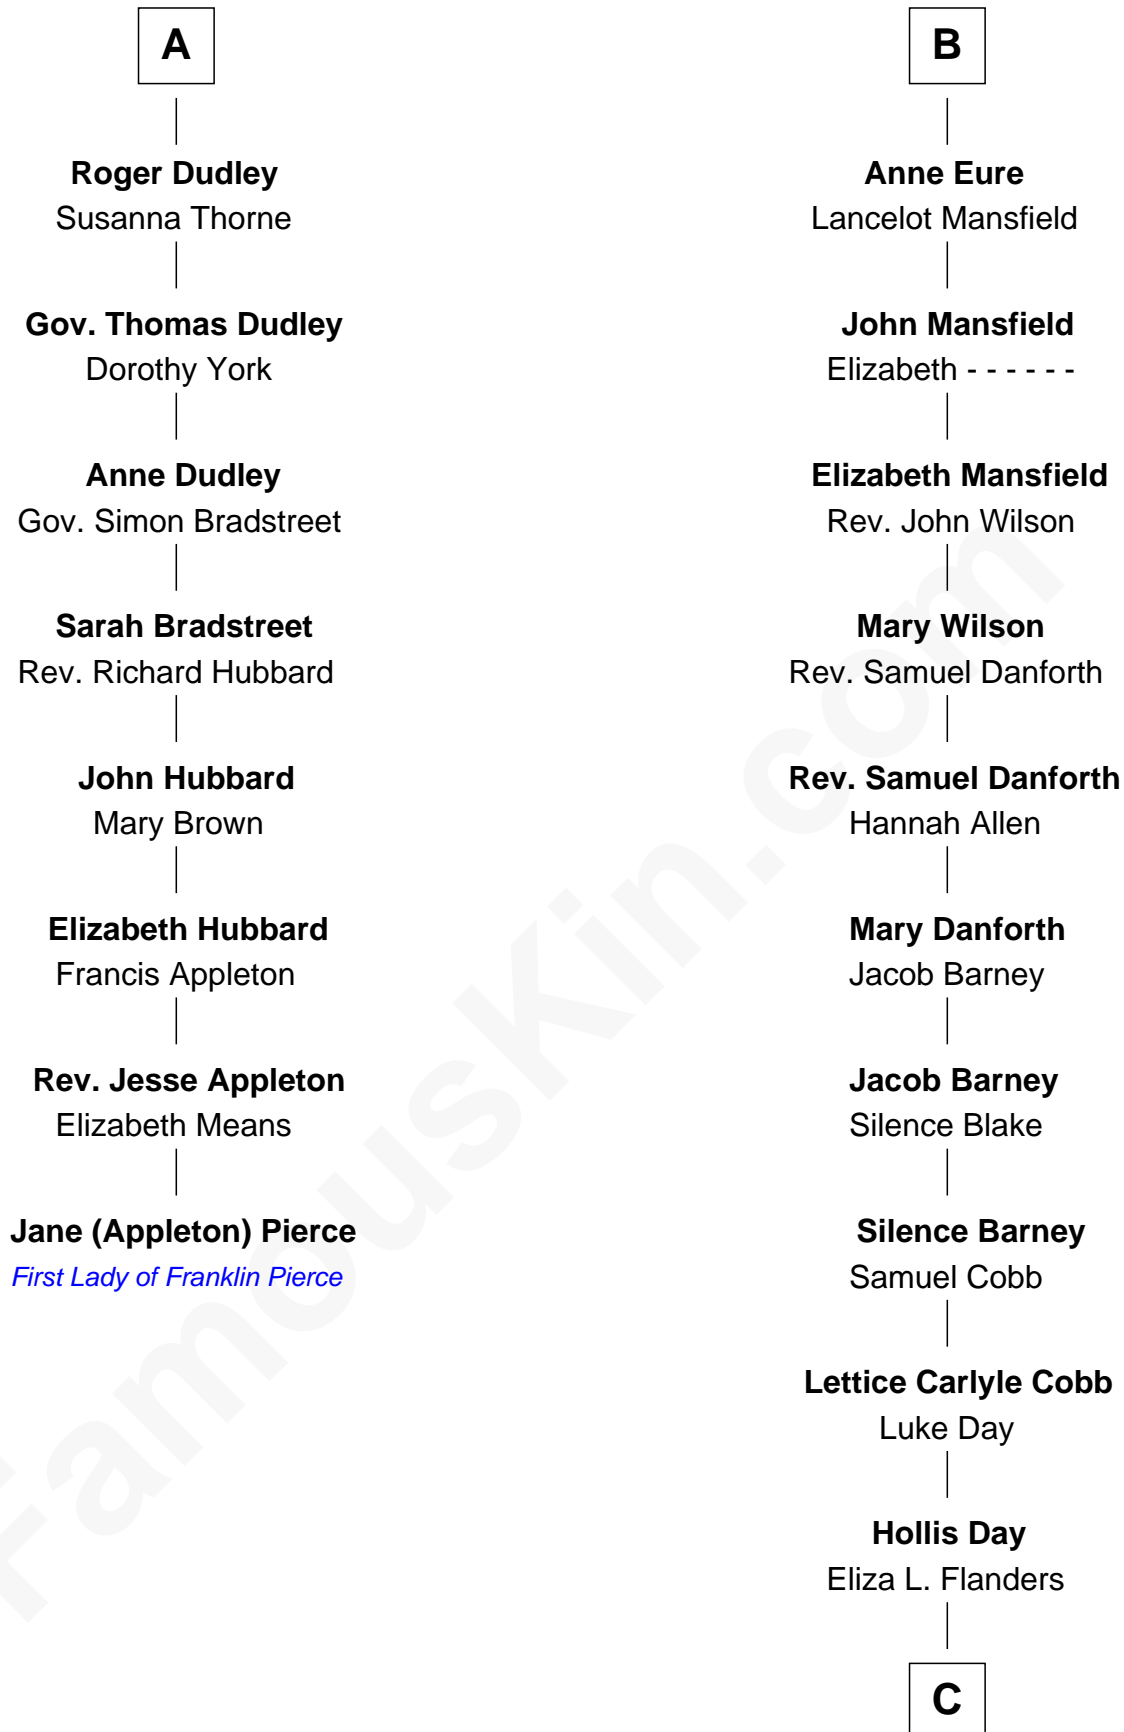 A
Roger Dudley
Susanna Thorne
Gov. Thomas Dudley
Dorothy York
Anne Dudley
Gov. Simon Bradstreet
Sarah Bradstreet
Rev. Richard Hubbard
John Hubbard
Mary Brown
Elizabeth Hubbard
Francis Appleton
Rev. Jesse Appleton
Elizabeth Means
Jane (Appleton) Pierce
First Lady of Franklin Pierce
B
Anne Eure
Lancelot Mansfield
John Mansfield
Elizabeth - - - - - -
Elizabeth Mansfield
Rev. John Wilson
Mary Wilson
Rev. Samuel Danforth
Rev. Samuel Danforth
Hannah Allen
Mary Danforth
Jacob Barney
Jacob Barney
Silence Blake
Silence Barney
Samuel Cobb
Lettice Carlyle Cobb
Luke Day
Hollis Day
Eliza L. Flanders
C
FamousKin.com